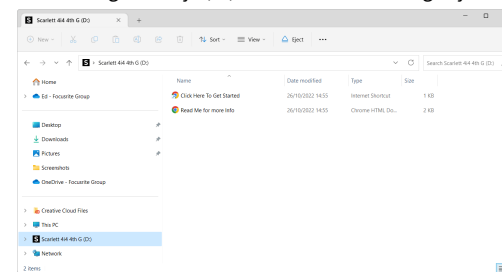 Scarlett 4i4 4th G (D:)
New
Sort
View
Eject
Scarlett 4i4 4th G (D:)
Search Scarlett 4i4 4th G (D:)
Name Date modified Type Size
Home
Ed - Focusrite Group
Desktop
Downloads
Pictures
Screenshots
OneDrive - Focusrite Group
Creative Cloud Files
This PC
Scarlett 4i4 4th G (D:)
Network
Click Here To Get Started 26/10/2022 14:55 Internet Shortcut 1 KB
Read Me for more Info 26/10/2022 14:55 Chrome HTML Do... 2 KB
2 items